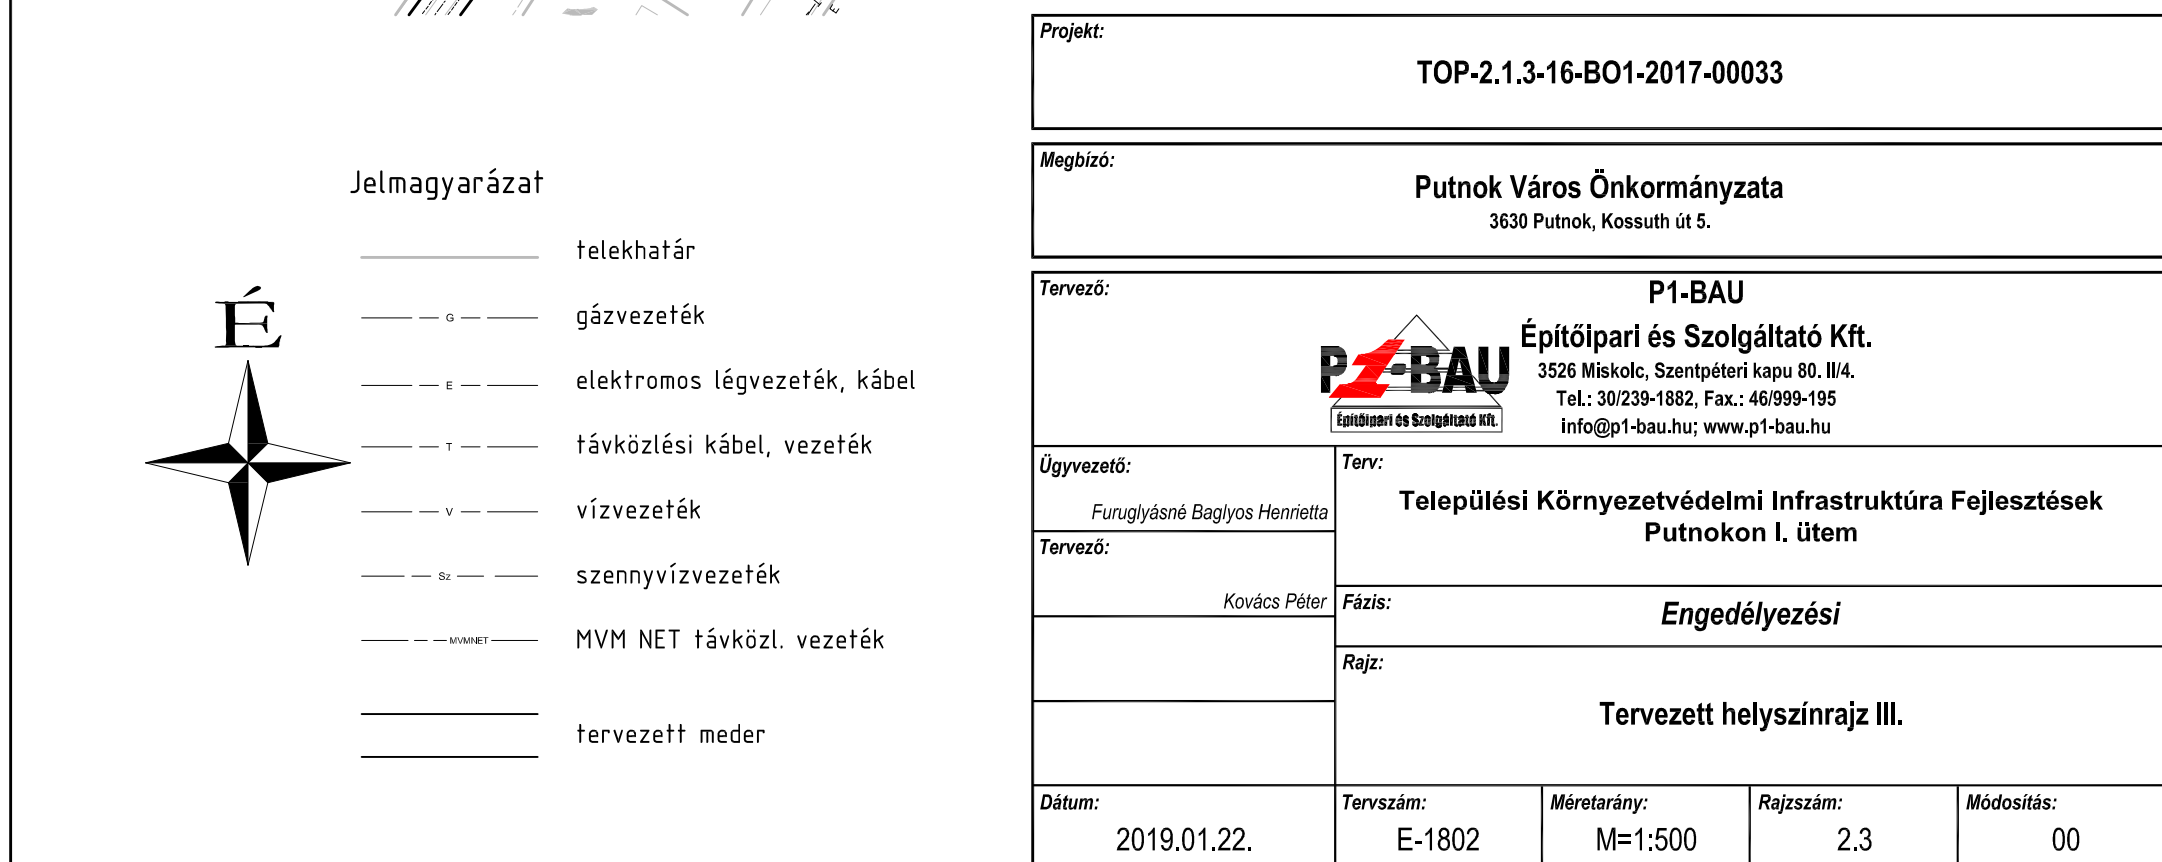 Jelmagyarázat
telekhatár
G
gázvezeték
E
elektromos légvezeték, kábel
T
távközlési kábel, vezeték
V
vízvezeték
Sz
szennyvízvezeték
MVMNET
MVM NET távközl. vezeték
tervezett meder
É
Projekt:
TOP-2.1.3-16-BO1-2017-00033
Megbízó:
Putnok Város Önkormányzata
3630 Putnok, Kossuth út 5.
Tervező:
P1-BAU
Építőipari és Szolgáltató Kft.
P1-BAU
Építőipari és Szolgáltató Kft.
3526 Miskolc, Szentpéteri kapu 80. II/4.
Tel.: 30/239-1882, Fax.: 46/999-195
info@p1-bau.hu; www.p1-bau.hu
Ügyvezető:
Furuglyásné Baglyos Henrietta
Tervező:
Kovács Péter
Terv:
Települési Környezetvédelmi Infrastruktúra Fejlesztések
Putnokon I. ütem
Fázis:
Engedélyezési
Rajz:
Tervezett helyszínrajz III.
Dátum:
2019.01.22.
Tervszám:
E-1802
Méretarány:
M=1:500
Rajzszám:
2.3
Módosítás:
00